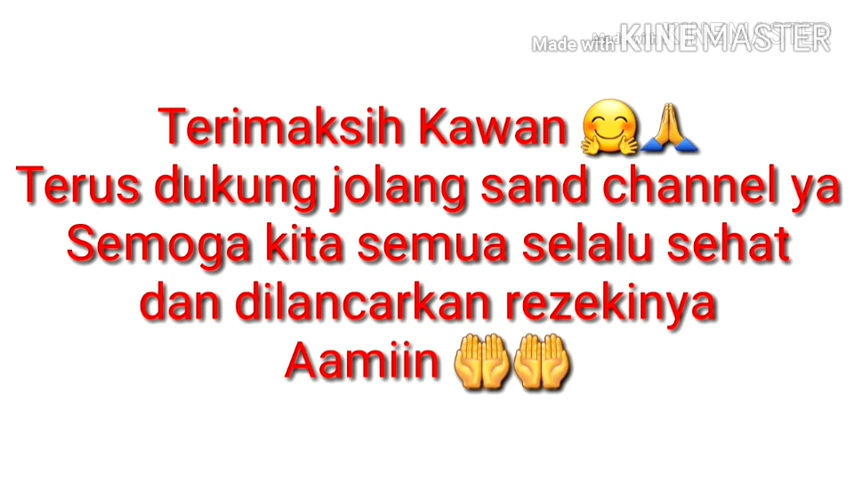 Made with KINEMASTER
Terimaksih Kawan 🤗🙏
Terus dukung jolang sand channel ya
Semoga kita semua selalu sehat
dan dilancarkan rezekinya
Aamiin 🤲🤲